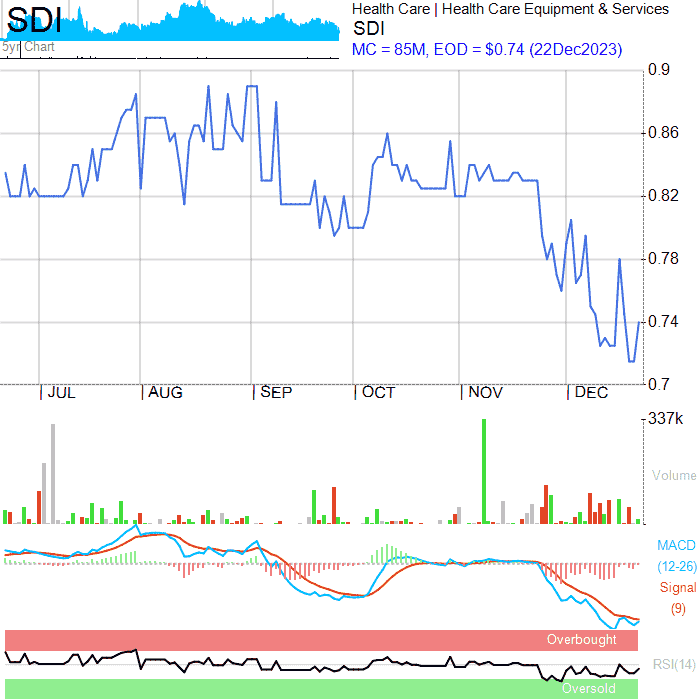 SDI
5yr Chart
Health Care | Health Care Equipment & Services
SDI
MC = 85M, EOD = $0.74 (22Dec2023)
0.9
0.86
0.82
0.78
0.74
0.7
JUL AUG SEP OCT NOV DEC
337k
Volume
MACD
(12-26)
Signal
(9)
Overbought
RSI(14)
Oversold